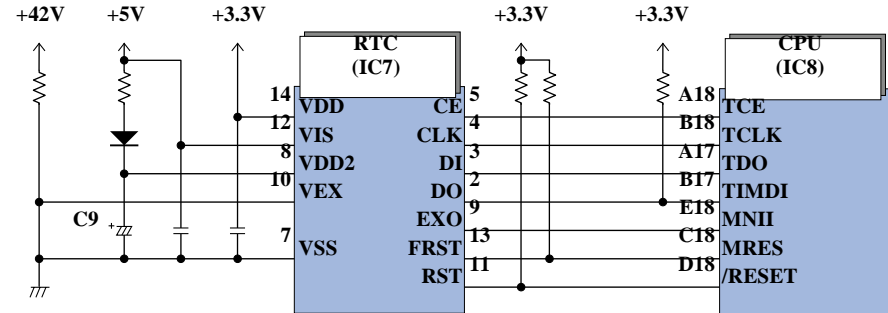 +42V +5V +3.3V +3.3V +3.3V
RTC
(IC7)
CPU
(IC8)
14 VDD CE 5 A18 TCE
12 VIS CLK 4 B18 TCLK
8 VDD2 DI 3 A17 TDO
10 VEX DO 2 B17 TIMDI
EXO 9 E18 MNII
C9 +
7 VSS FRST 13 C18 MRES
RST 11 D18 /RESET